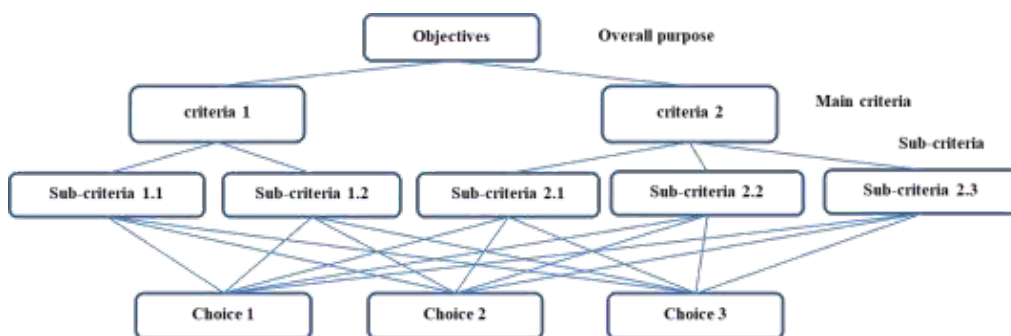 Objectives
Overall purpose
criteria 1
criteria 2
Main criteria
Sub-criteria
Sub-criteria 1.1
Sub-criteria 1.2
Sub-criteria 2.1
Sub-criteria 2.2
Sub-criteria 2.3
Choice 1
Choice 2
Choice 3